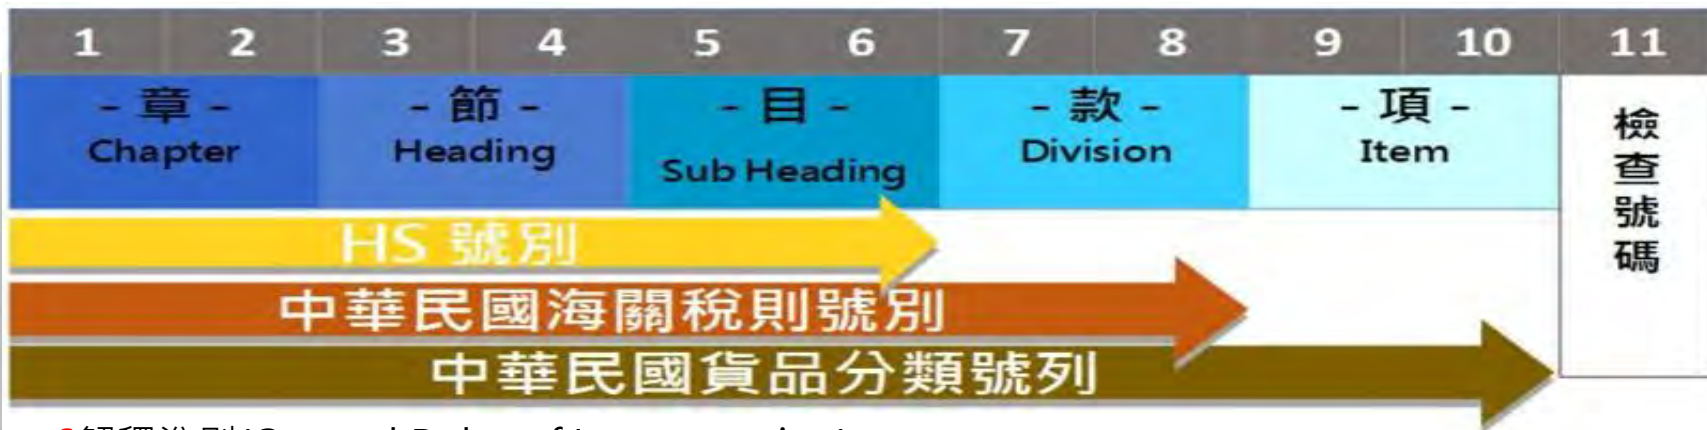 1 2 3 4 5 6 7 8 9 10 11
- 章 - - 節 - - 目 - - 款 - - 項 -
Chapter Heading Sub Heading Division Item
檢查號碼
HS 號別
中華民國海關稅則號別
中華民國貨品分類號列